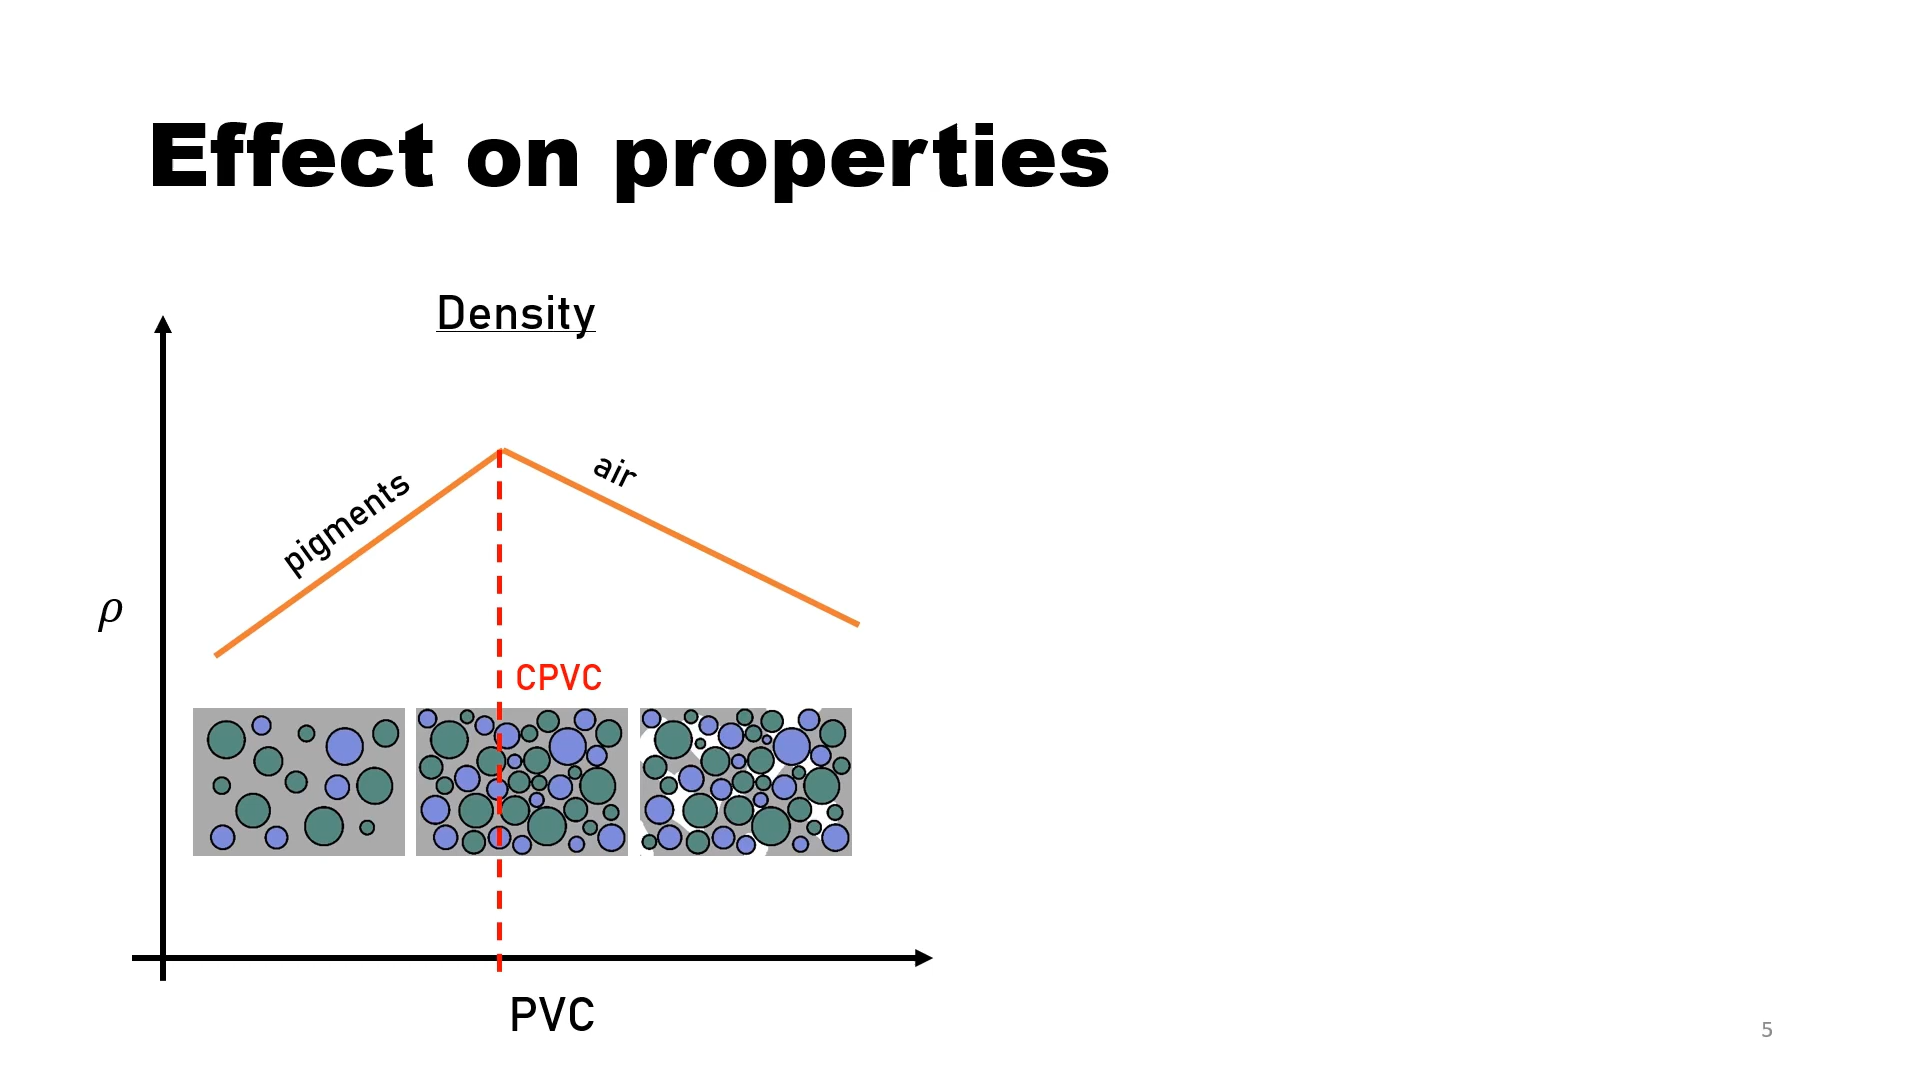 Effect on properties
Density
pigments
air
ρ
CPVC
PVC
5